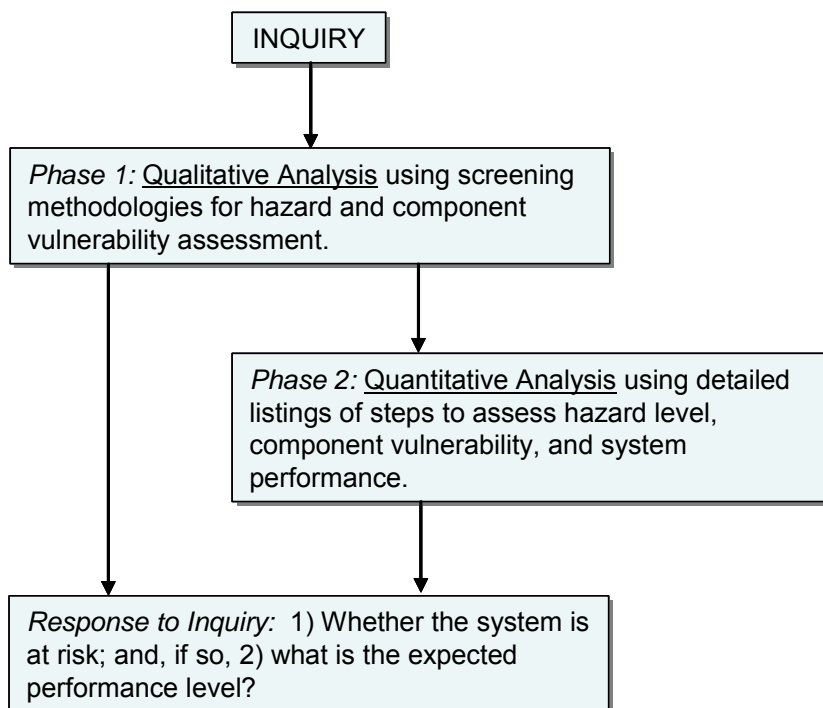 INQUIRY
Phase 1: Qualitative Analysis using screening
methodologies for hazard and component
vulnerability assessment.
Phase 2: Quantitative Analysis using detailed
listings of steps to assess hazard level,
component vulnerability, and system
performance.
Response to Inquiry: 1) Whether the system is
at risk; and, if so, 2) what is the expected
performance level?